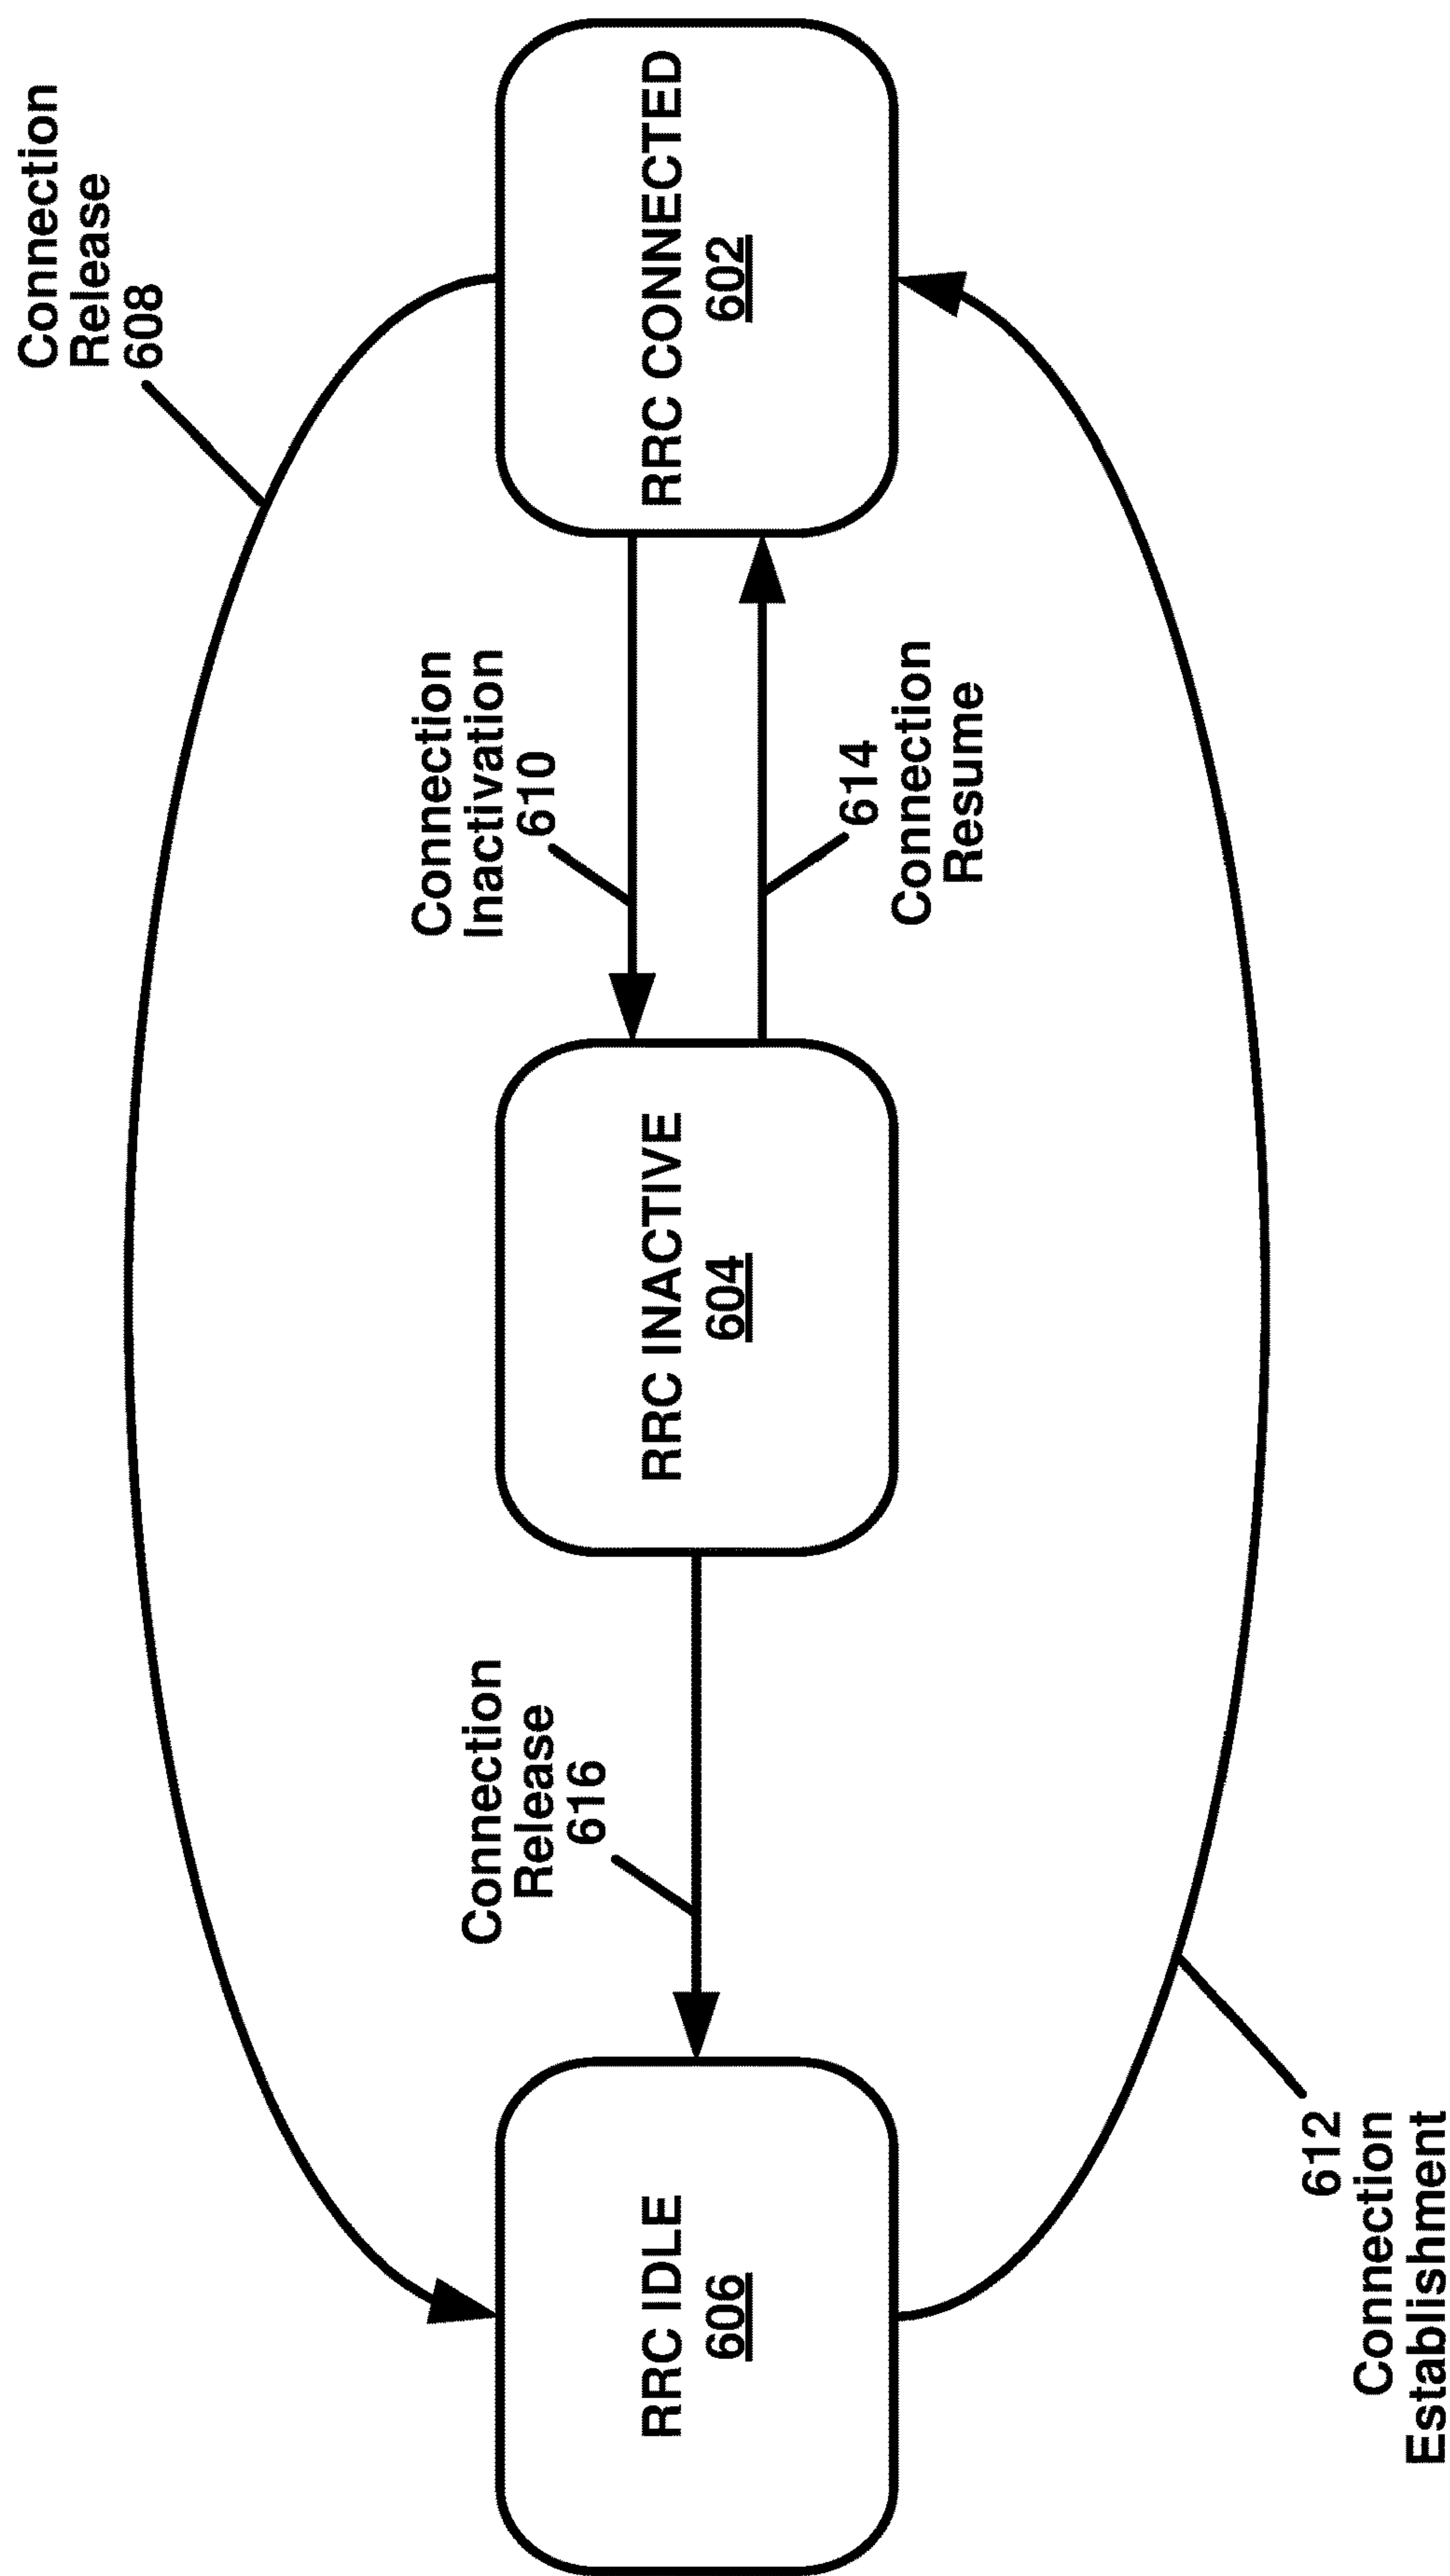 Connection
Release
608
Connection
Inactivation
610
Connection
Release
616
RRC IDLE
606
RRC INACTIVE
604
RRC CONNECTED
602
614
Connection
Resume
612
Connection
Establishment